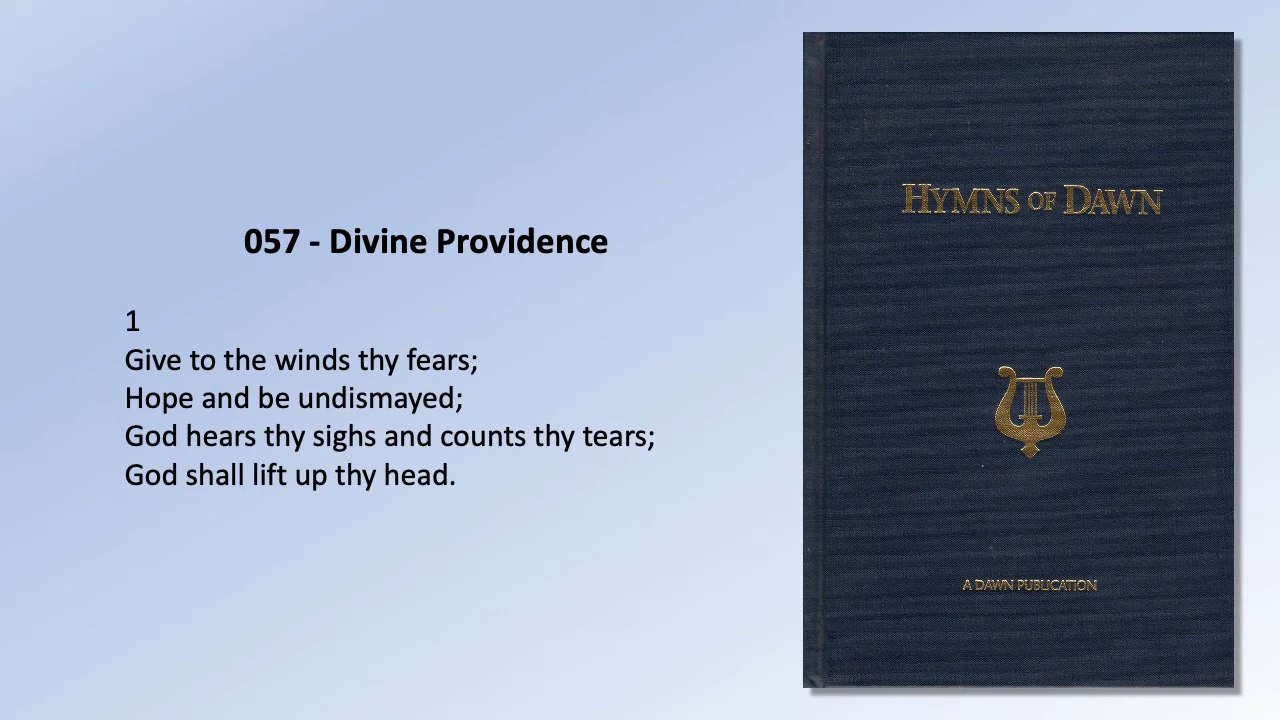 057 - Divine Providence
1
Give to the winds thy fears;
Hope and be undismayed;
God hears thy sighs and counts thy tears;
God shall lift up thy head.
HYMNS OF DAWN
A DAWN PUBLICATION